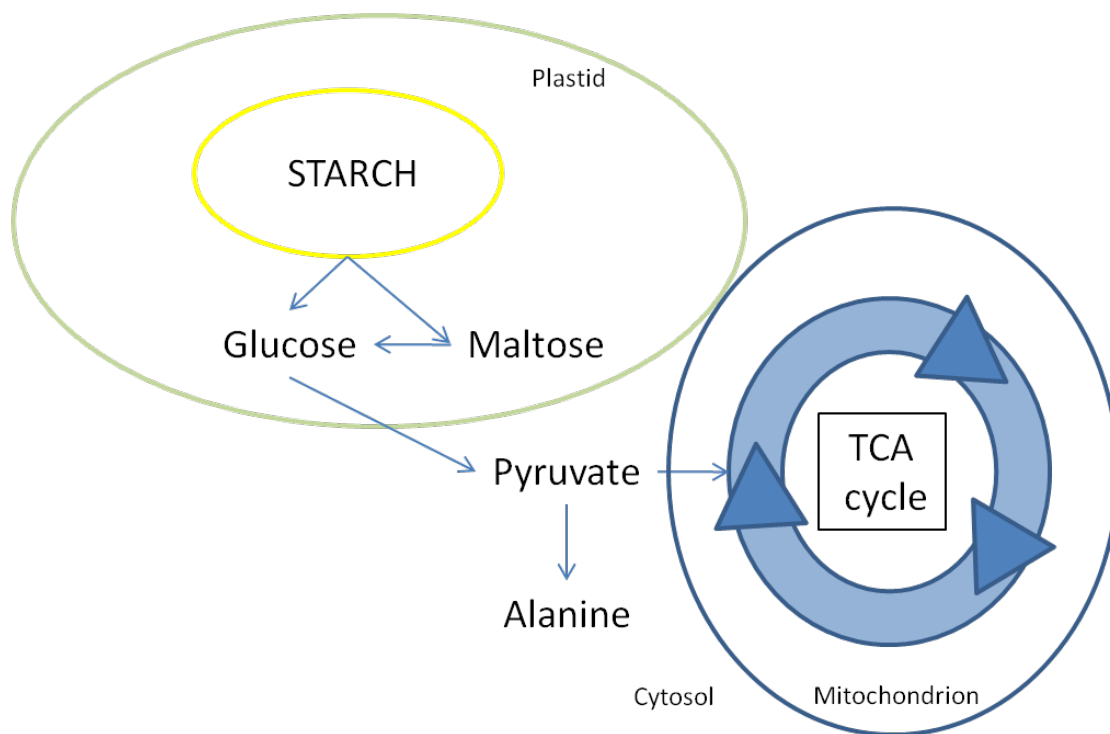 Plastid
STARCH
Glucose
Maltose
Pyruvate
TCA
cycle
Alanine
Cytosol
Mitochondrion